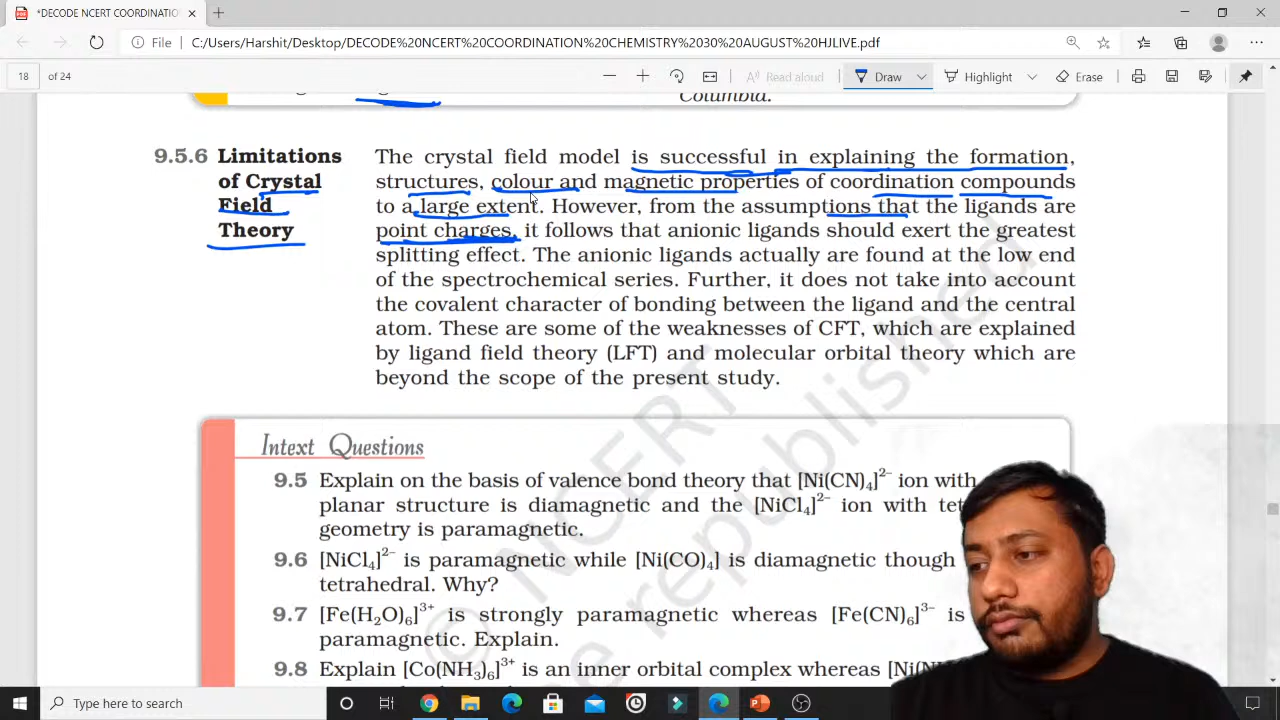 *DECODE NCERT COORDINATION
File
C:/Users/Harshit/Desktop/DECODE%20NCERT%20COORDINATION%20CHEMISTRY%2030%20AUGUST%20HJLIVE.pdf
18 of 24
Read aloud
Draw
Highlight
Erase
Columbia.
9.5.6 Limitations
of Crystal
Field
Theory
The crystal field model is successful in explaining the formation,
structures, colour and magnetic properties of coordination compounds
to a large extent. However, from the assumptions that the ligands are
point charges, it follows that anionic ligands should exert the greatest
splitting effect. The anionic ligands actually are found at the low end
of the spectrochemical series. Further, it does not take into account
the covalent character of bonding between the ligand and the central
atom. These are some of the weaknesses of CFT, which are explained
by ligand field theory (LFT) and molecular orbital theory which are
beyond the scope of the present study.
© NCERT
be republished
Intext Questions
9.5 Explain on the basis of valence bond theory that [Ni(CN)₄]²⁻ ion with
planar structure is diamagnetic and the [NiCl₄]²⁻ ion with
geometry is paramagnetic.
9.6 [NiCl₄]²⁻ is paramagnetic while [Ni(CO)₄] is diamagnetic though
tetrahedral. Why?
9.7 [Fe(H₂O)₆]³⁺ is strongly paramagnetic whereas [Fe(CN)₆]³⁻ is
paramagnetic. Explain.
9.8 Explain [Co(NH₃)₆]³⁺ is an inner orbital complex whereas
Type here to search